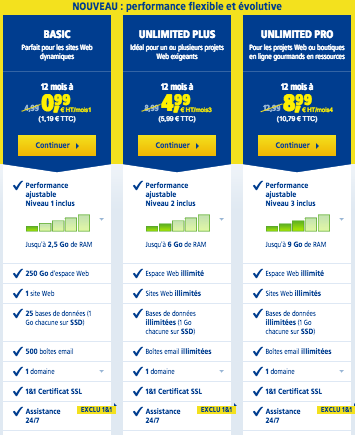 NOUVEAU : performance flexible et évolutive
BASIC
Parfait pour les sites Web
dynamiques
12 mois à
4,99 0,99 € HT/mois1
(1,19 € TTC)
Continuer
Performance
ajustable
Niveau 1 inclus
Jusqu'à 2,5 Go de RAM
250 Go d'espace Web
1 site Web
25 bases de données (1
Go chacune sur SSD)
500 boîtes email
1 domaine
1&1 Certificat SSL
Assistance
24/7
EXCLU 1&1
UNLIMITED PLUS
Idéal pour un ou plusieurs projets
Web exigeants
12 mois à
4,99 € HT/mois3
(5,99 € TTC)
Continuer
Performance
ajustable
Niveau 2 inclus
Jusqu'à 6 Go de RAM
Espace Web illimité
Sites Web illimités
Bases de données
illimitées (1 Go
chacune sur SSD)
Boîtes email illimitées
1 domaine
1&1 Certificat SSL
Assistance
24/7
EXCLU 1&1
UNLIMITED PRO
Pour les projets Web ou boutiques
en ligne gourmands en ressources
12 mois à
12,99 8,99 € HT/mois4
(10,79 € TTC)
Continuer
Performance
ajustable
Niveau 3 inclus
Jusqu'à 9 Go de RAM
Espace Web illimité
Sites Web illimités
Bases de données
illimitées (1 Go
chacune sur SSD)
Boîtes email illimitées
1 domaine
1&1 Certificat SSL
Assistance
24/7
EXCLU 1&1